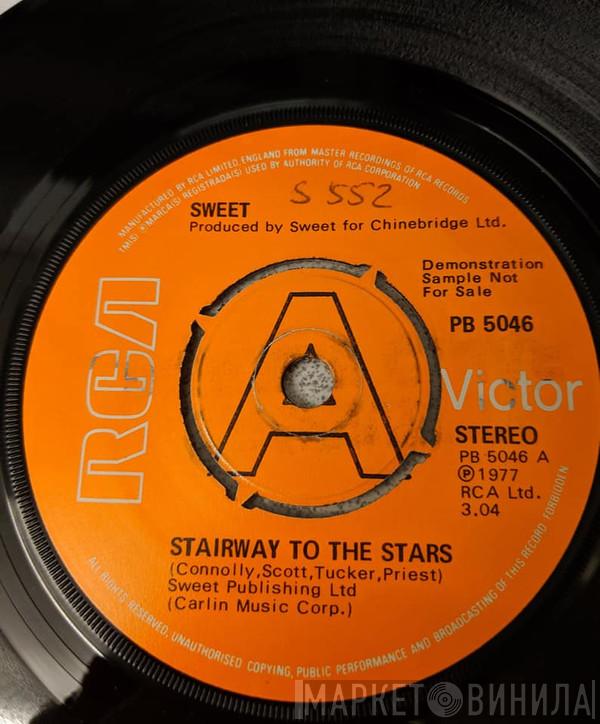 MANUFACTURED BY RCA LIMITED, ENGLAND FROM MASTER RECORDINGS OF RCA RECORDS
TM(S) ® MARCA(S) REGISTRADA(S) USED BY AUTHORITY OF RCA CORPORATION
S 552
SWEET
Produced by Sweet for Chinebridge Ltd.
Demonstration
Sample Not
For Sale
PB 5046
A
RCA
Victor
STEREO
PB 5046 A
℗1977
RCA Ltd.
3.04
STAIRWAY TO THE STARS
(Connolly,Scott,Tucker,Priest)
Sweet Publishing Ltd
(Carlin Music Corp.)
ALL RIGHTS RESERVED, UNAUTHORISED COPYING, PUBLIC PERFORMANCE AND BROADCASTING OF THIS RECORD FORBIDDEN
МАРКЕТ ВИНИЛА